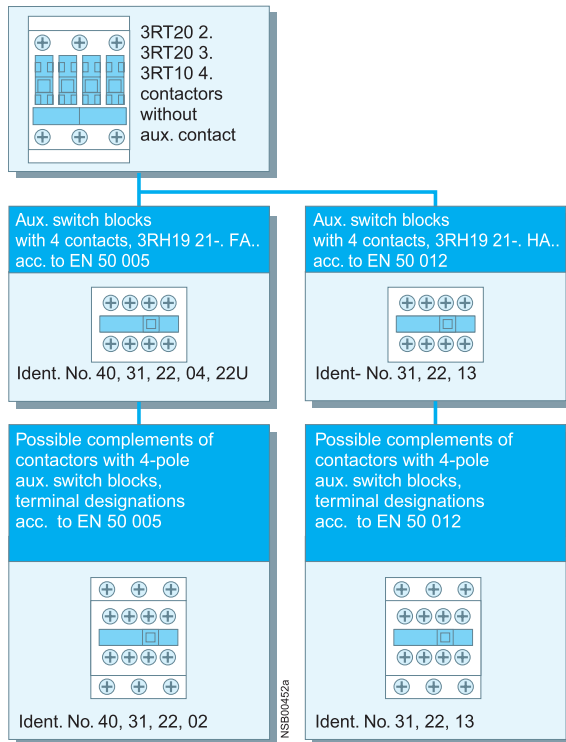 3RT20 2.
3RT20 3.
3RT10 4.
contactors
without
aux. contact
Aux. switch blocks
with 4 contacts, 3RH19 21-. FA..
acc. to EN 50 005
Ident. No. 40, 31, 22, 04, 22U
Aux. switch blocks
with 4 contacts, 3RH19 21-. HA..
acc. to EN 50 012
Ident- No. 31, 22, 13
Possible complements of
contactors with 4-pole
aux. switch blocks,
terminal designations
acc. to EN 50 005
Ident. No. 40, 31, 22, 02
Possible complements of
contactors with 4-pole
aux. switch blocks,
terminal designations
acc. to EN 50 012
Ident. No. 31, 22, 13
NSB00452a